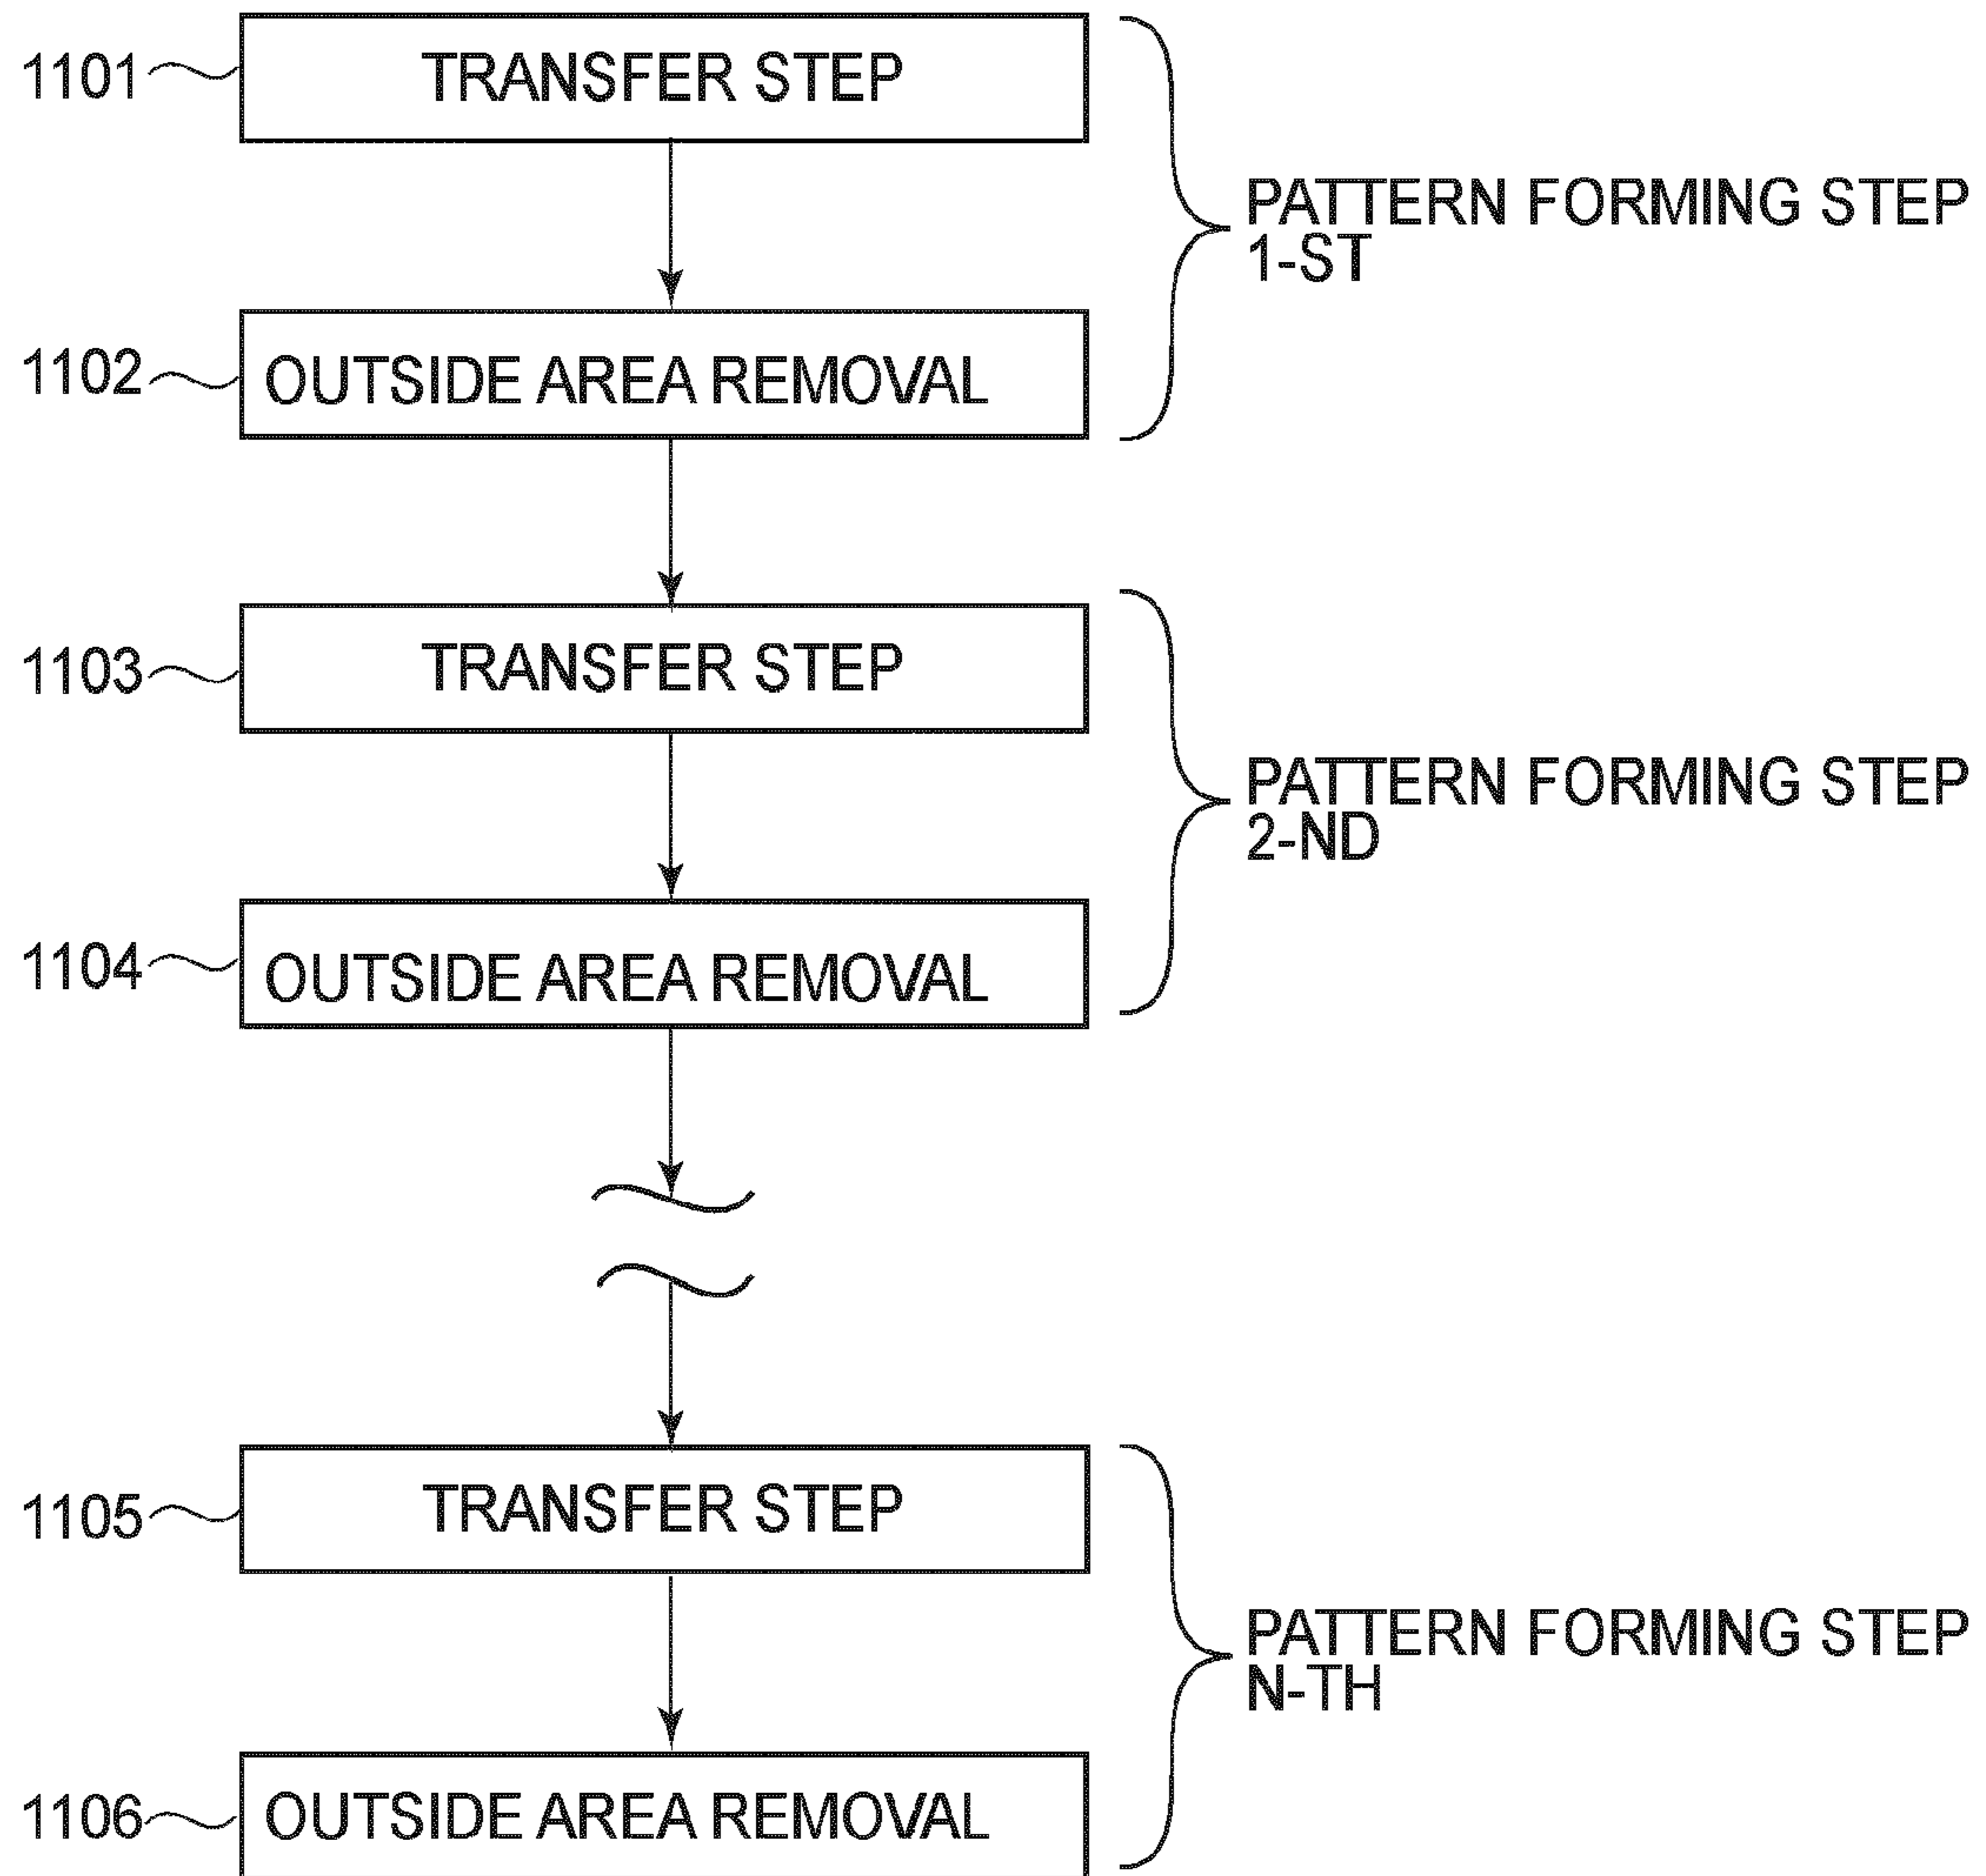 1101
TRANSFER STEP
PATTERN FORMING STEP
1-ST
1102
OUTSIDE AREA REMOVAL
1103
TRANSFER STEP
PATTERN FORMING STEP
2-ND
1104
OUTSIDE AREA REMOVAL
1105
TRANSFER STEP
PATTERN FORMING STEP
N-TH
1106
OUTSIDE AREA REMOVAL